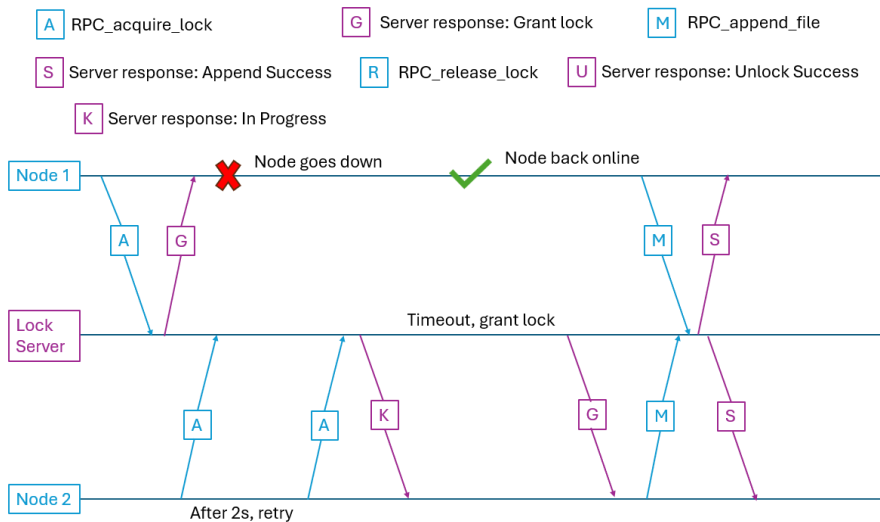 A RPC_acquire_lock
G Server response: Grant lock
M RPC_append_file
S Server response: Append Success
R RPC_release_lock
U Server response: Unlock Success
K Server response: In Progress
Node goes down
Node back online
Node 1
A
G
M
S
Lock
Server
Timeout, grant lock
A
A
K
G
M
S
Node 2
After 2s, retry